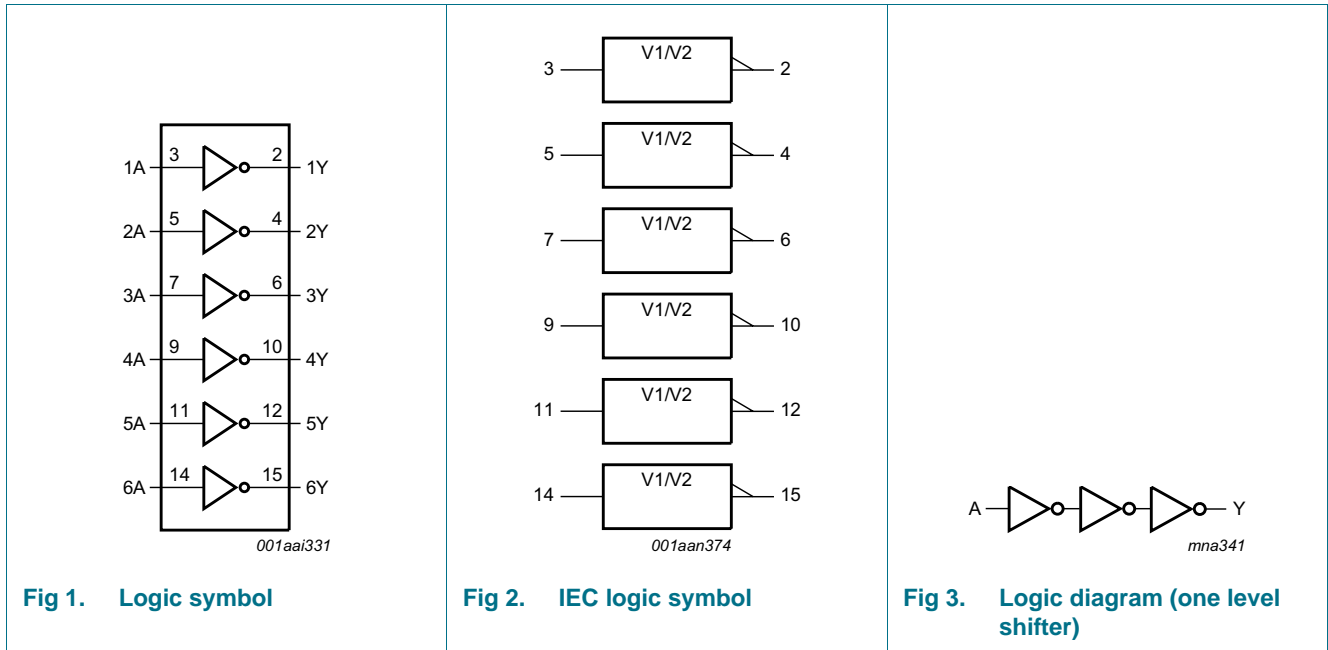 1A 3 2 1Y
2A 5 4 2Y
3A 7 6 3Y
4A 9 10 4Y
5A 11 12 5Y
6A 14 15 6Y
001aai331
Fig 1. Logic symbol
V1/V2
3 2
V1/V2
5 4
V1/V2
7 6
V1/V2
9 10
V1/V2
11 12
V1/V2
14 15
001aan374
Fig 2. IEC logic symbol
A Y
mna341
Fig 3. Logic diagram (one level
shifter)